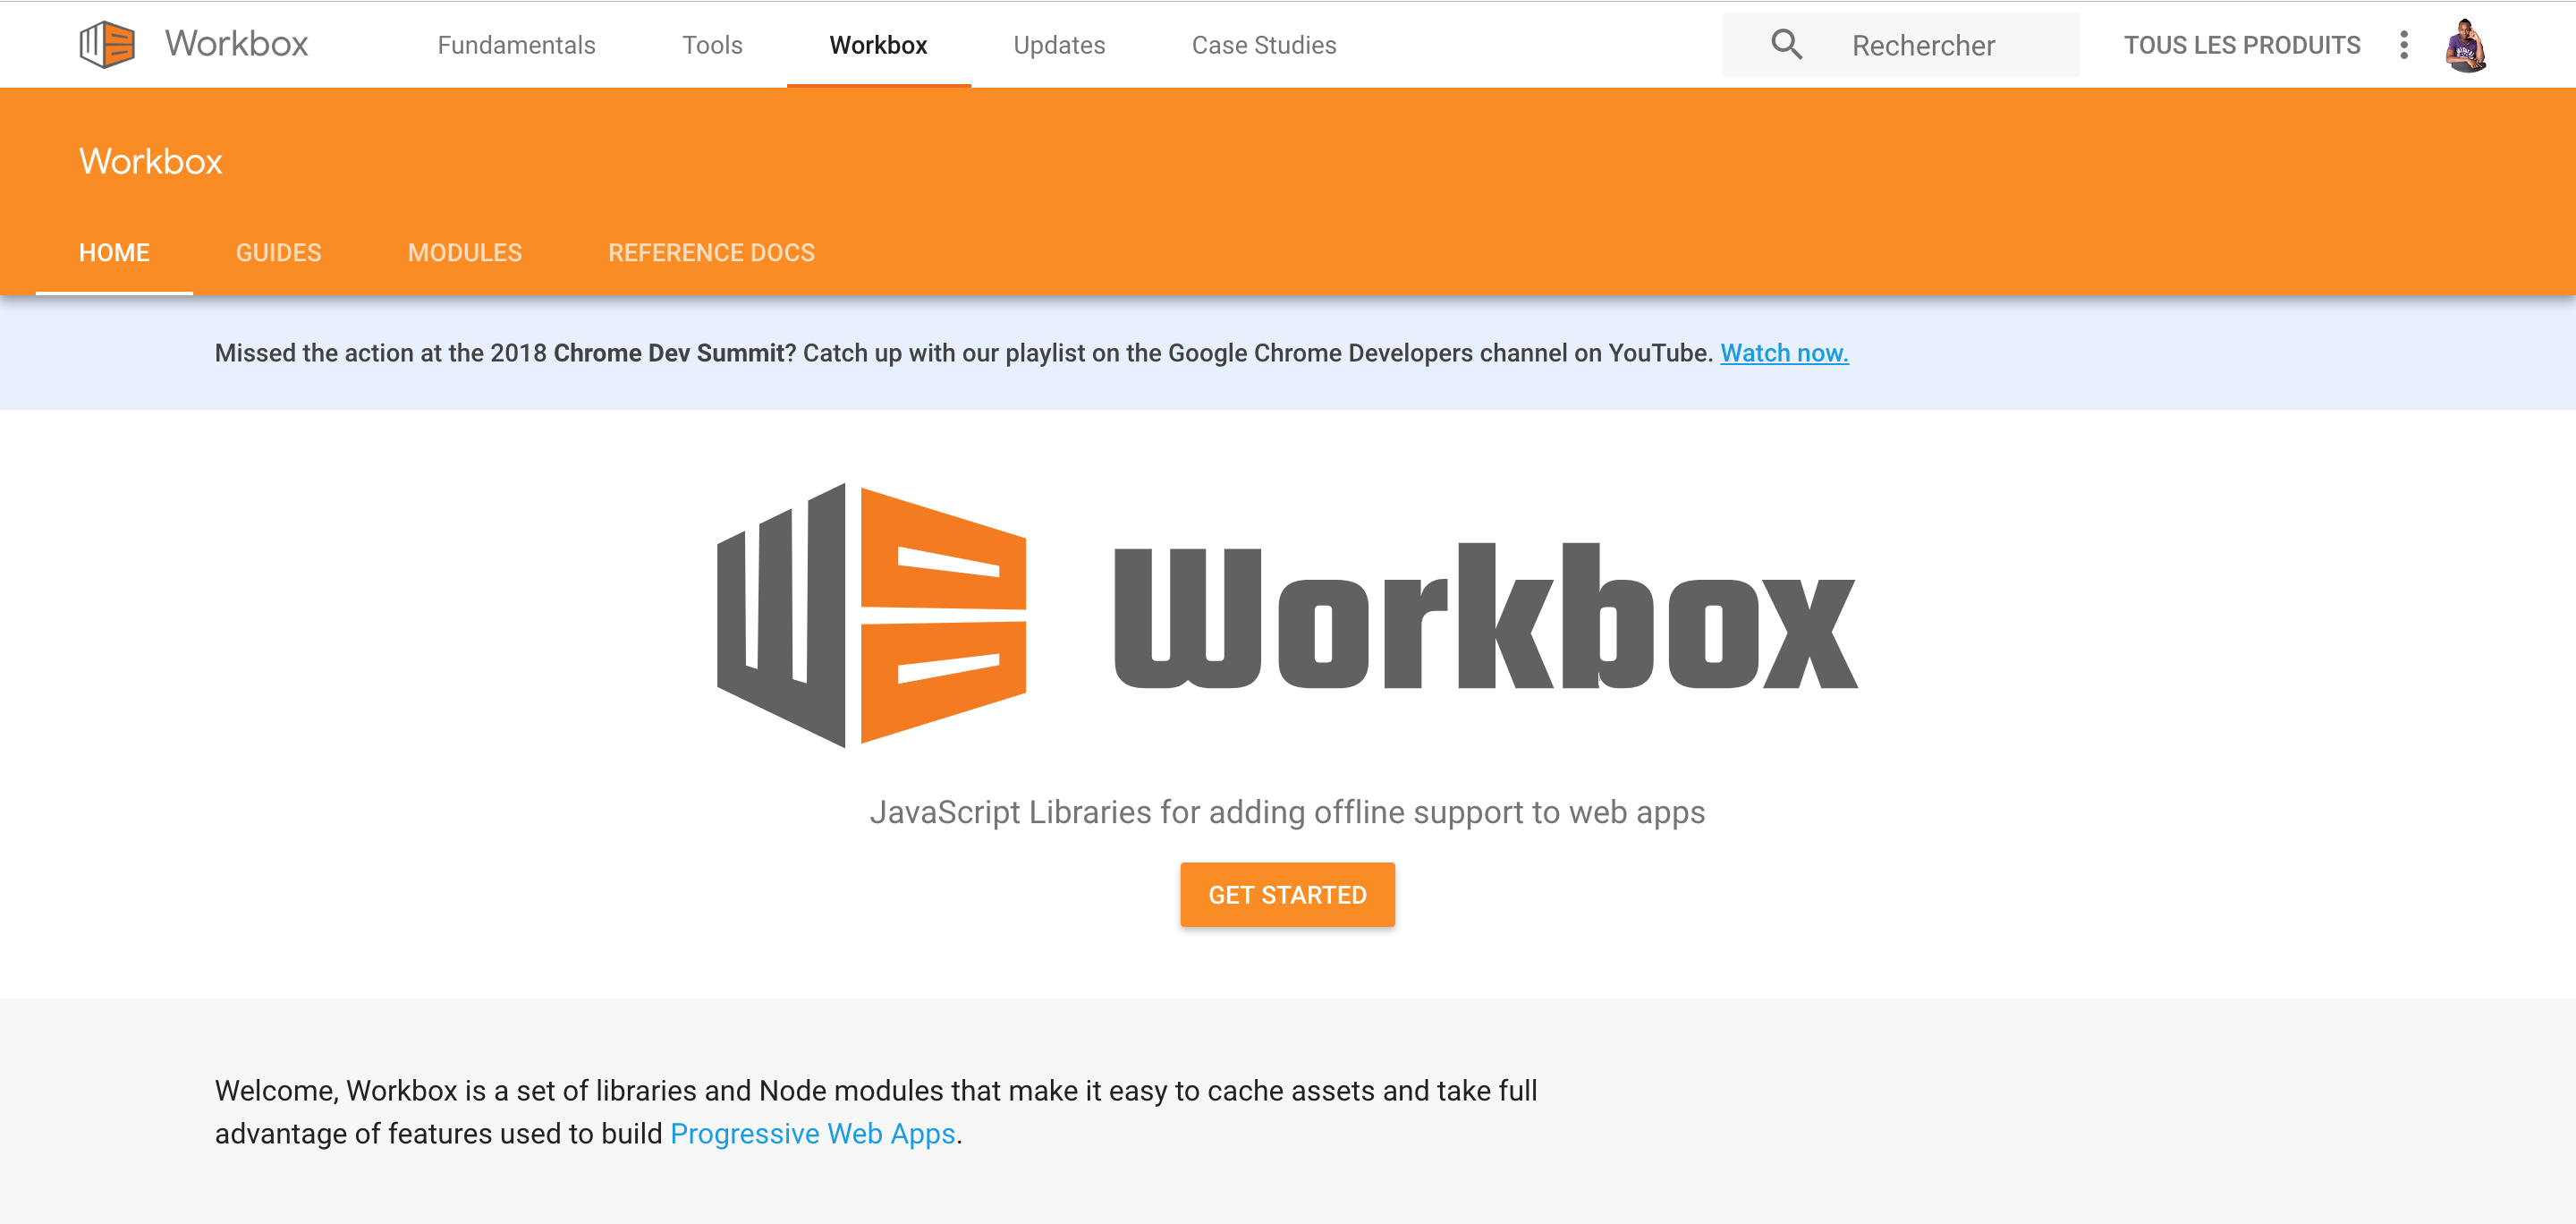 Workbox
Fundamentals
Tools
Workbox
Updates
Case Studies
Rechercher
TOUS LES PRODUITS
Workbox
HOME
GUIDES
MODULES
REFERENCE DOCS
Missed the action at the 2018 Chrome Dev Summit? Catch up with our playlist on the Google Chrome Developers channel on YouTube. Watch now.
Workbox
JavaScript Libraries for adding offline support to web apps
GET STARTED
Welcome, Workbox is a set of libraries and Node modules that make it easy to cache assets and take full
advantage of features used to build Progressive Web Apps.